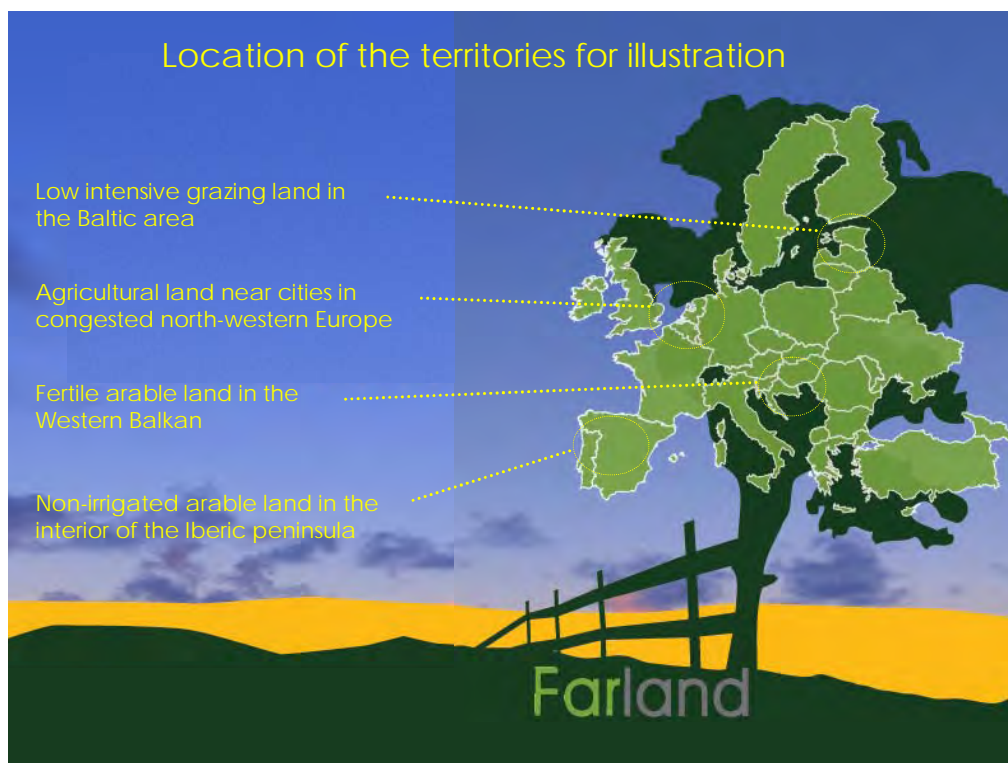 Location of the territories for illustration
Low intensive grazing land in
the Baltic area
Agricultural land near cities in
congested north-western Europe
Fertile arable land in the
Western Balkan
Non-irrigated arable land in the
interior of the Iberic peninsula
Farland